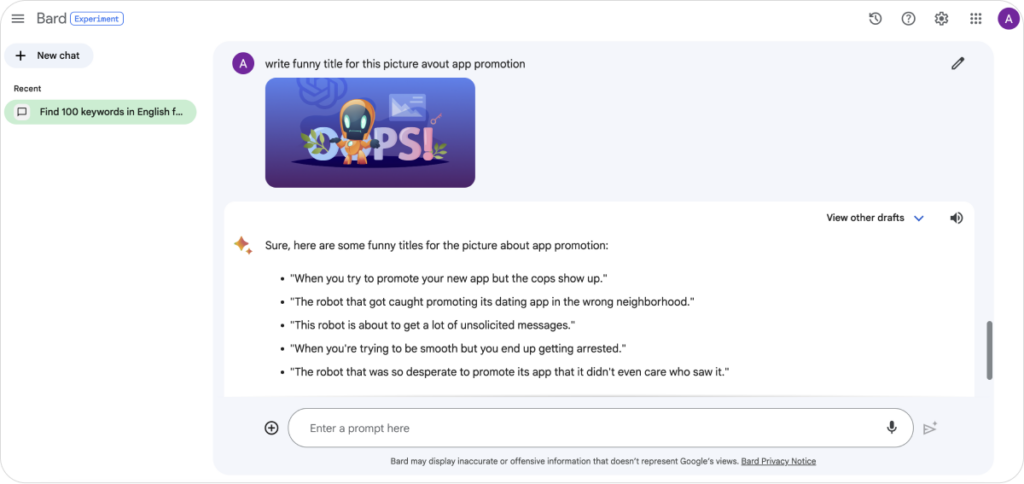 Bard Experiment
A
New chat
Recent
Find 100 keywords in English f...
A
write funny title for this picture avout app promotion
OOPS!
View other drafts
Sure, here are some funny titles for the picture about app promotion:
• "When you try to promote your new app but the cops show up."
• "The robot that got caught promoting its dating app in the wrong neighborhood."
• "This robot is about to get a lot of unsolicited messages."
• "When you're trying to be smooth but you end up getting arrested."
• "The robot that was so desperate to promote its app that it didn't even care who saw it."
Enter a prompt here
Bard may display inaccurate or offensive information that doesn't represent Google's views. Bard Privacy Notice